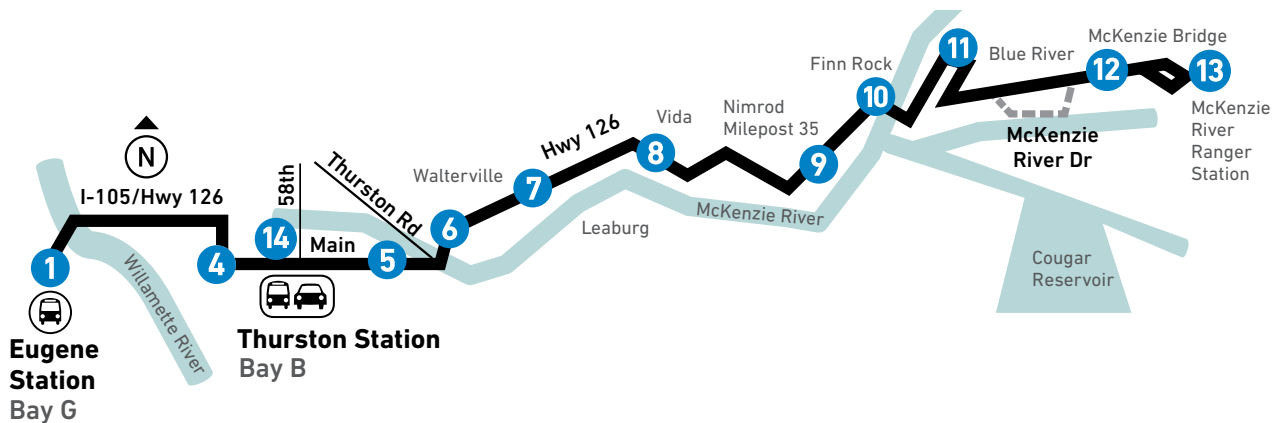 11
Blue River
McKenzie Bridge
12
13
Finn Rock
10
McKenzie
River
Ranger
Station
McKenzie
River Dr
Nimrod
Milepost 35
Vida
8
9
Hwy 126
N
I-105/Hwy 126
58th
Thurston Rd
Walterville
7
6
McKenzie River
Leaburg
14
Main
1
4
5
Cougar
Reservoir
Willamette River
Eugene
Station
Bay G
Thurston Station
Bay B